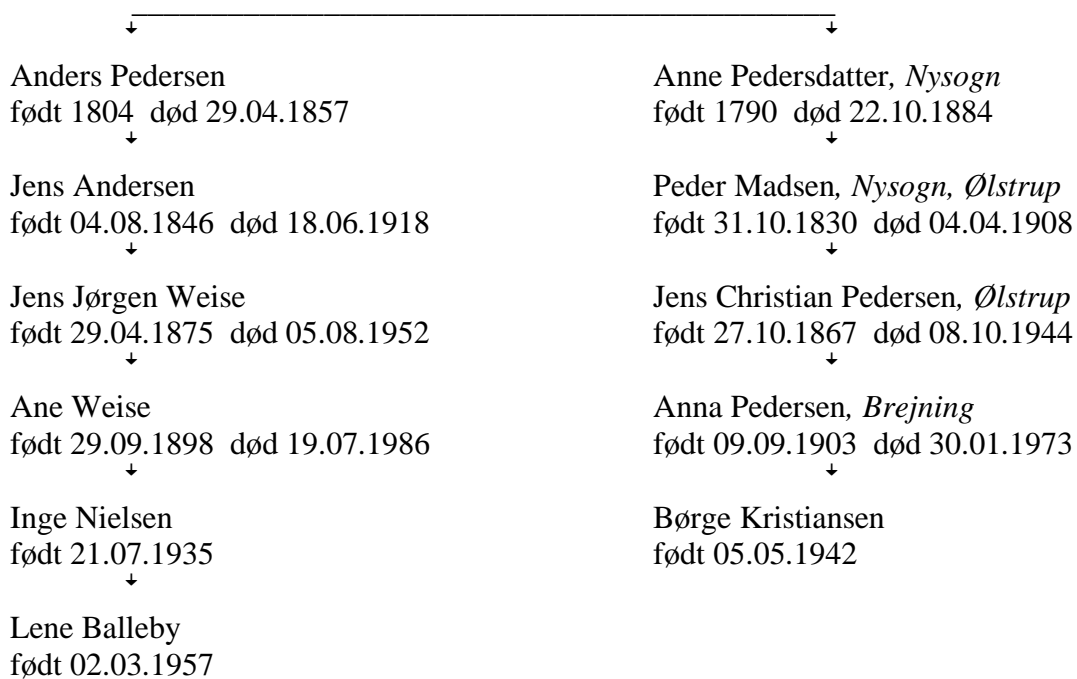 Anders Pedersen
født 1804 død 29.04.1857
Jens Andersen
født 04.08.1846 død 18.06.1918
Jens Jørgen Weise
født 29.04.1875 død 05.08.1952
Ane Weise
født 29.09.1898 død 19.07.1986
Inge Nielsen
født 21.07.1935
Lene Balleby
født 02.03.1957
Anne Pedersdatter, Nysogn
født 1790 død 22.10.1884
Peder Madsen, Nysogn, Ølstrup
født 31.10.1830 død 04.04.1908
Jens Christian Pedersen, Ølstrup
født 27.10.1867 død 08.10.1944
Anna Pedersen, Brejning
født 09.09.1903 død 30.01.1973
Børge Kristiansen
født 05.05.1942